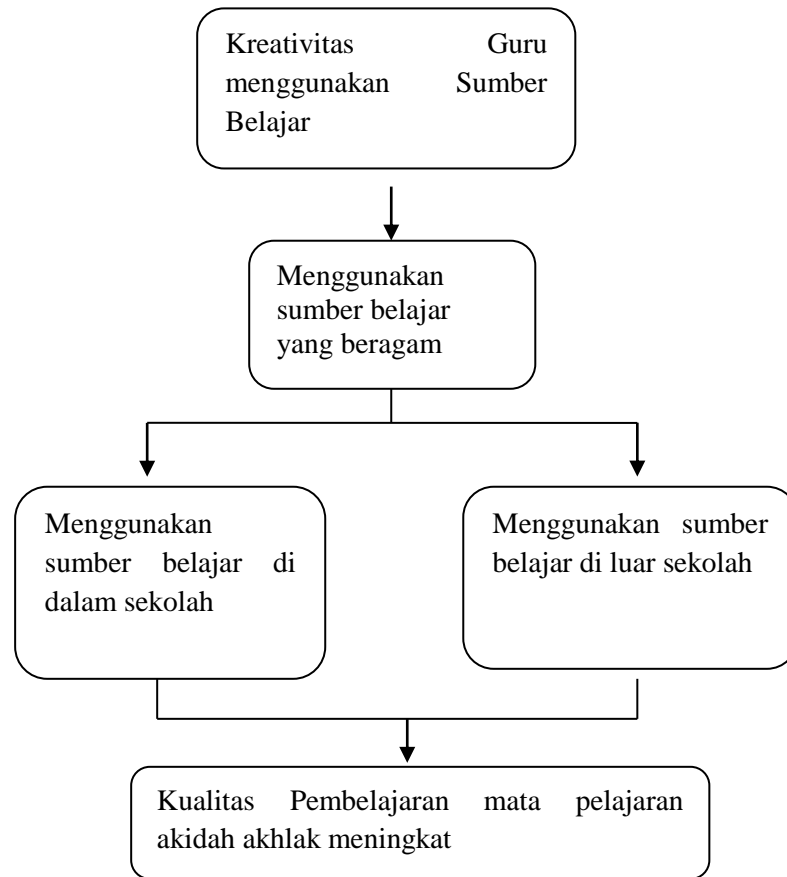 Kreativitas Guru
menggunakan Sumber
Belajar
Menggunakan
sumber belajar
yang beragam
Menggunakan
sumber belajar di
dalam sekolah
Menggunakan sumber
belajar di luar sekolah
Kualitas Pembelajaran mata pelajaran
akidah akhlak meningkat